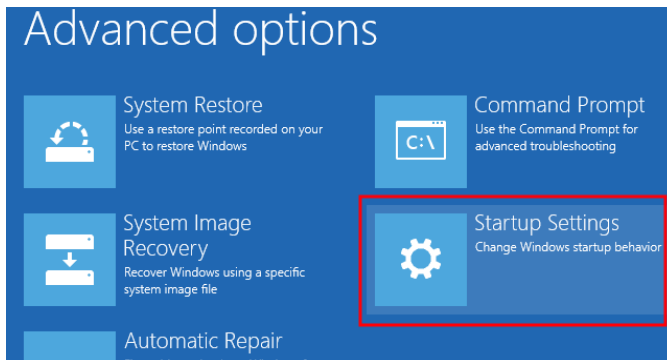 Advanced options
System Restore
Use a restore point recorded on your
PC to restore Windows
Command Prompt
Use the Command Prompt for
advanced troubleshooting
C:\
System Image
Recovery
Recover Windows using a specific
system image file
Startup Settings
Change Windows startup behavior
Automatic Repair